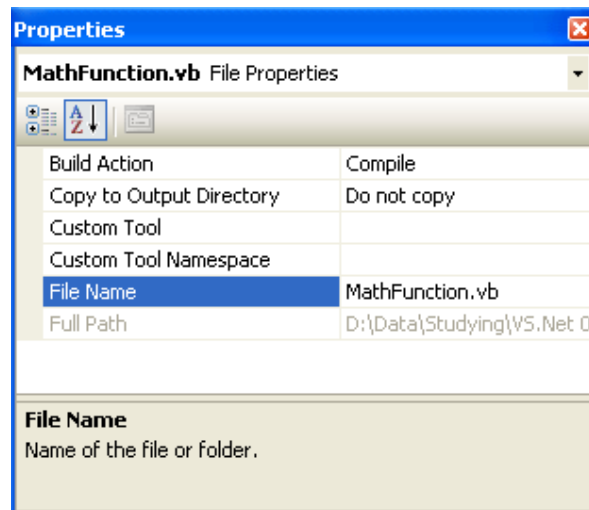 Properties
MathFunction.vb File Properties
A
Z
Build Action Compile
Copy to Output Directory Do not copy
Custom Tool
Custom Tool Namespace
File Name MathFunction.vb
Full Path D:\Data\Studying\VS.Net 0
File Name
Name of the file or folder.